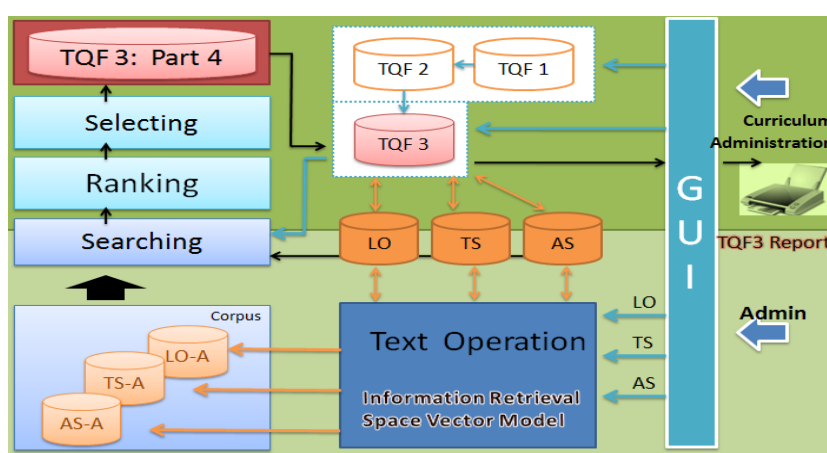 TQF 3: Part 4
Selecting
Ranking
Searching
TQF 2
TQF 1
TQF 3
LO
TS
AS
GUI
Curriculum
Administration
TQF3 Report
Admin
Corpus
LO-A
TS-A
AS-A
Text Operation
Information Retrieval
Space Vector Model
LO
TS
AS